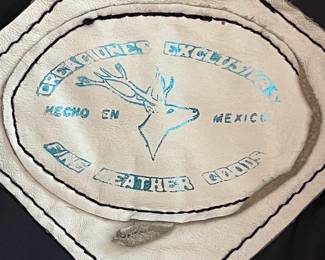 CREACIONES EXCLUSIVAS
HECHO EN MEXICO
FINE LEATHER GOODS